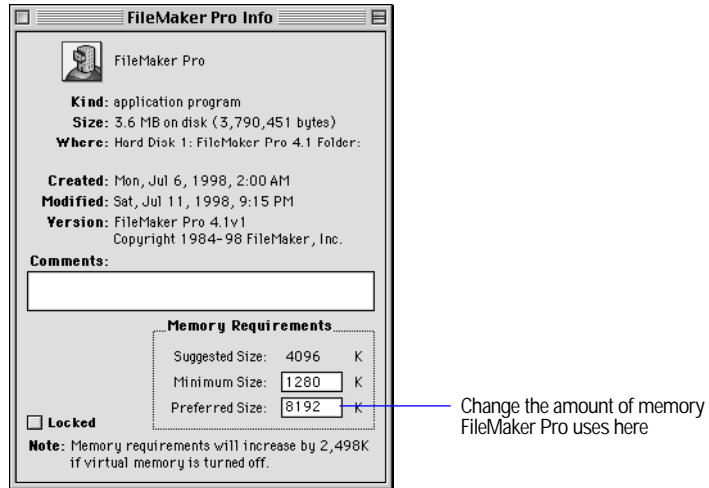 FileMaker Pro Info
FileMaker Pro
Kind: application program
Size: 3.6 MB on disk (3,790,451 bytes)
Where: Hard Disk 1: FileMaker Pro 4.1 Folder:
Created: Mon, Jul 6, 1998, 2:00 AM
Modified: Sat, Jul 11, 1998, 9:15 PM
Version: FileMaker Pro 4.1v1
Copyright 1984-98 FileMaker, Inc.
Comments:
Memory Requirements
Suggested Size: 4096 K
Minimum Size: 1280 K
Preferred Size: 8192 K
Change the amount of memory
FileMaker Pro uses here
Locked
Note: Memory requirements will increase by 2,498K
if virtual memory is turned off.